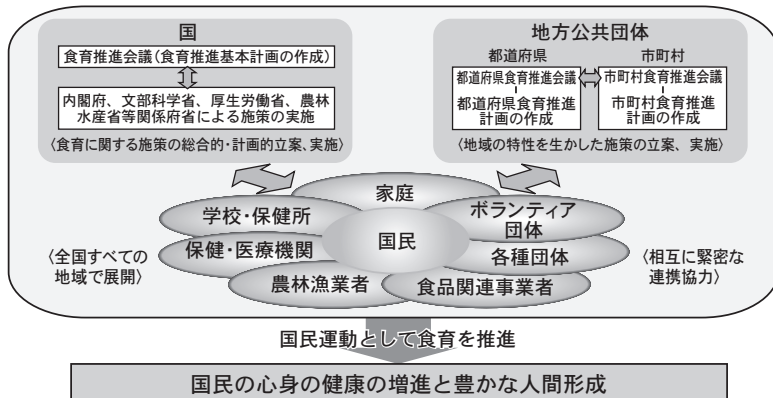 国
食育推進会議（食育推進基本計画の作成）
内閣府、文部科学省、厚生労働省、農林
水産省等関係府省による施策の実施
〈食育に関する施策の総合的・計画的立案、実施〉
地方公共団体
都道府県
都道府県食育推進会議
都道府県食育推進
計画の作成
市町村
市町村食育推進会議
市町村食育推進
計画の作成
〈地域の特性を生かした施策の立案、実施〉
家庭
学校・保健所
ボランティア
団体
国民
保健・医療機関
各種団体
農林漁業者
食品関連事業者
〈全国すべての
地域で展開〉
〈相互に緊密な
連携協力〉
国民運動として食育を推進
国民の心身の健康の増進と豊かな人間形成